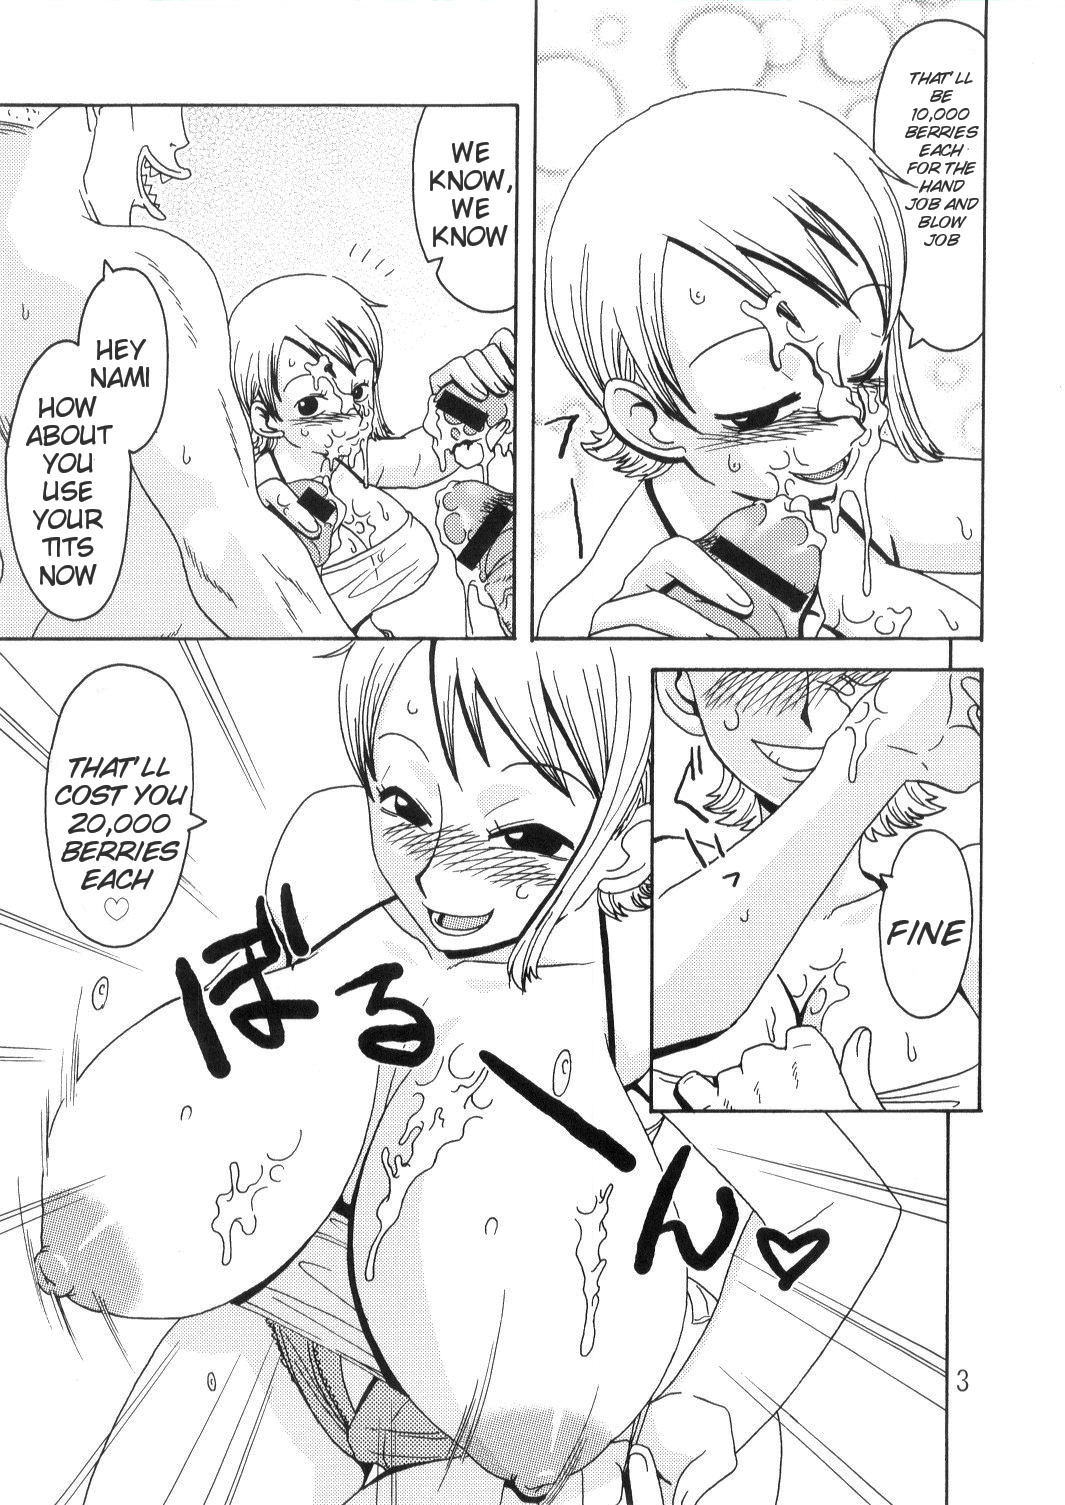 THAT'LL
BE
10,000
BERRIES
EACH
FOR THE
HAND
JOB AND
BLOW
JOB
WE
KNOW,
WE
KNOW
HEY
NAMI
HOW
ABOUT
YOU
USE
YOUR
TITS
NOW
FINE
THAT'LL
COST YOU
20,000
BERRIES
EACH
♡
ぼるーん♡
3